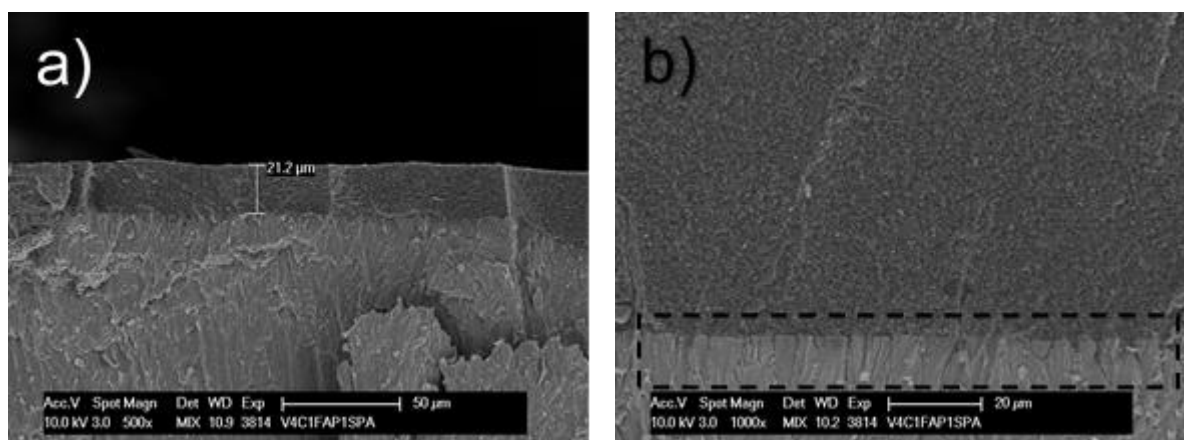 a)
21.2 µm
Acc.V Spot Magn Det WD Exp 50 µm
10.0 kV 3.0 500x MIX 10.9 3814 V4C1FAP1SPA
b)
Acc.V Spot Magn Det WD Exp 20 µm
10.0 kV 3.0 1000x MIX 10.2 3814 V4C1FAP1SPA